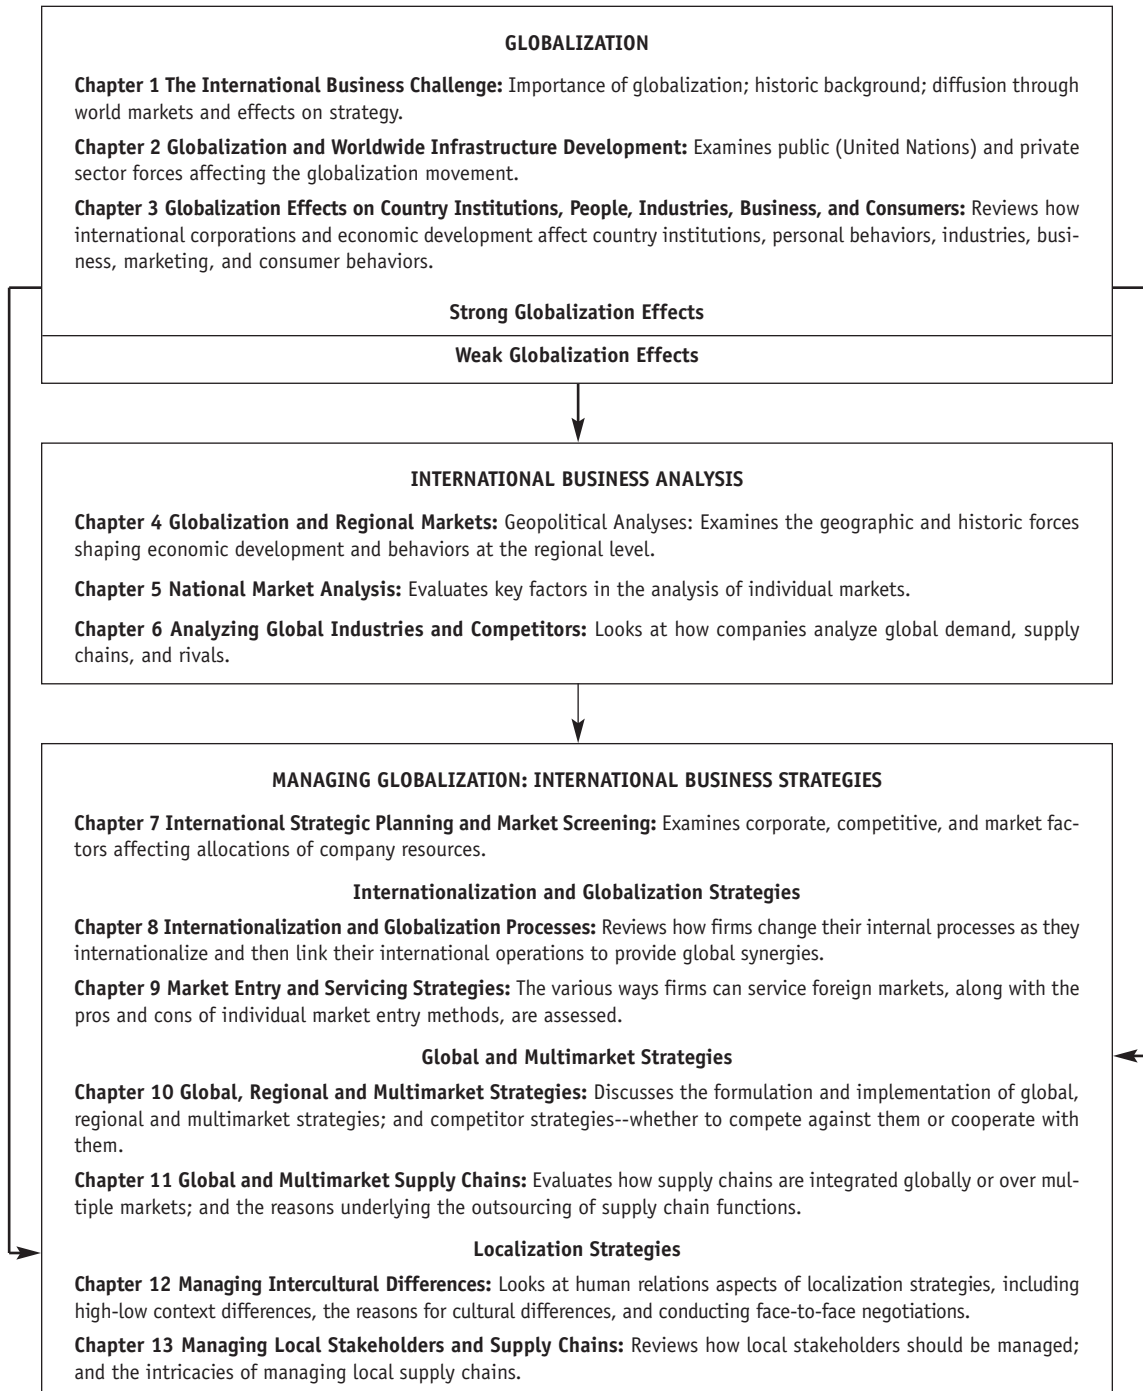 GLOBALIZATION
Chapter 1 The International Business Challenge: Importance of globalization; historic background; diffusion through
world markets and effects on strategy.
Chapter 2 Globalization and Worldwide Infrastructure Development: Examines public (United Nations) and private
sector forces affecting the globalization movement.
Chapter 3 Globalization Effects on Country Institutions, People, Industries, Business, and Consumers: Reviews how
international corporations and economic development affect country institutions, personal behaviors, industries, busi-
ness, marketing, and consumer behaviors.
Strong Globalization Effects
Weak Globalization Effects
INTERNATIONAL BUSINESS ANALYSIS
Chapter 4 Globalization and Regional Markets: Geopolitical Analyses: Examines the geographic and historic forces
shaping economic development and behaviors at the regional level.
Chapter 5 National Market Analysis: Evaluates key factors in the analysis of individual markets.
Chapter 6 Analyzing Global Industries and Competitors: Looks at how companies analyze global demand, supply
chains, and rivals.
MANAGING GLOBALIZATION: INTERNATIONAL BUSINESS STRATEGIES
Chapter 7 International Strategic Planning and Market Screening: Examines corporate, competitive, and market fac-
tors affecting allocations of company resources.
Internationalization and Globalization Strategies
Chapter 8 Internationalization and Globalization Processes: Reviews how firms change their internal processes as they
internationalize and then link their international operations to provide global synergies.
Chapter 9 Market Entry and Servicing Strategies: The various ways firms can service foreign markets, along with the
pros and cons of individual market entry methods, are assessed.
Global and Multimarket Strategies
Chapter 10 Global, Regional and Multimarket Strategies: Discusses the formulation and implementation of global,
regional and multimarket strategies; and competitor strategies--whether to compete against them or cooperate with
them.
Chapter 11 Global and Multimarket Supply Chains: Evaluates how supply chains are integrated globally or over mul-
tiple markets; and the reasons underlying the outsourcing of supply chain functions.
Localization Strategies
Chapter 12 Managing Intercultural Differences: Looks at human relations aspects of localization strategies, including
high-low context differences, the reasons for cultural differences, and conducting face-to-face negotiations.
Chapter 13 Managing Local Stakeholders and Supply Chains: Reviews how local stakeholders should be managed;
and the intricacies of managing local supply chains.